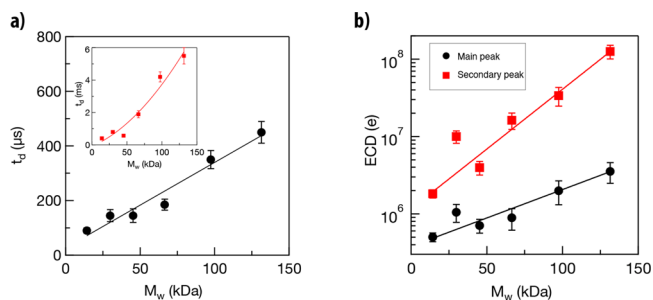 a)
800
600
400
200
0
t_d (µs)
0 50 100 150
M_w (kDa)
6
4
2
0
t_d (ms)
0 50 100 150
M_w (kDa)
b)
10^8
10^7
10^6
ECD (e)
Main peak
Secondary peak
0 50 100 150
M_w (kDa)